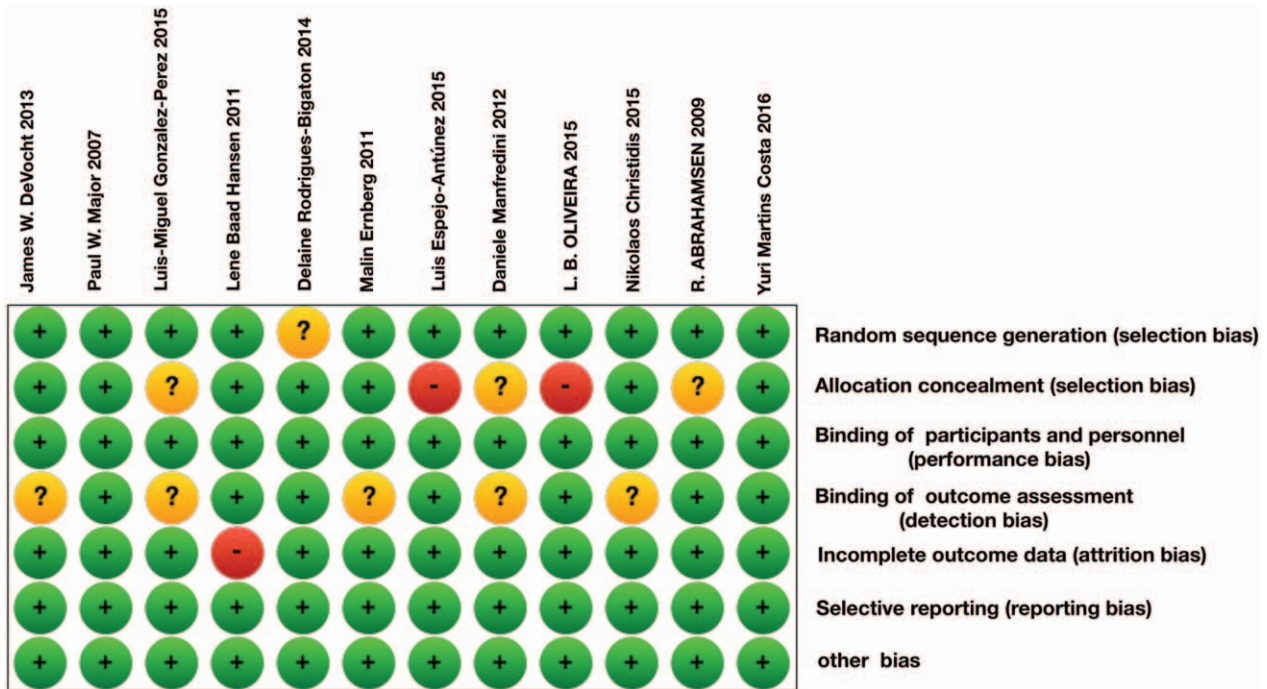 James W. DeVocht 2013
Paul W. Major 2007
Luis-Miguel Gonzalez-Perez 2015
Lene Baad Hansen 2011
Delaine Rodrigues-Bigaton 2014
Malin Ernberg 2011
Luis Espejo-Antúnez 2015
Daniele Manfredini 2012
L. B. OLIVEIRA 2015
Nikolaos Christidis 2015
R. ABRAHAMSEN 2009
Yuri Martins Costa 2016
+ + + + ? + + + + + + + Random sequence generation (selection bias)
+ + ? + + + - ? - + ? + Allocation concealment (selection bias)
+ + + + + + + + + + + + Binding of participants and personnel
(performance bias)
? + ? + + ? + ? + ? + + Binding of outcome assessment
(detection bias)
+ + + - + + + + + + + + Incomplete outcome data (attrition bias)
+ + + + + + + + + + + + Selective reporting (reporting bias)
+ + + + + + + + + + + + other bias